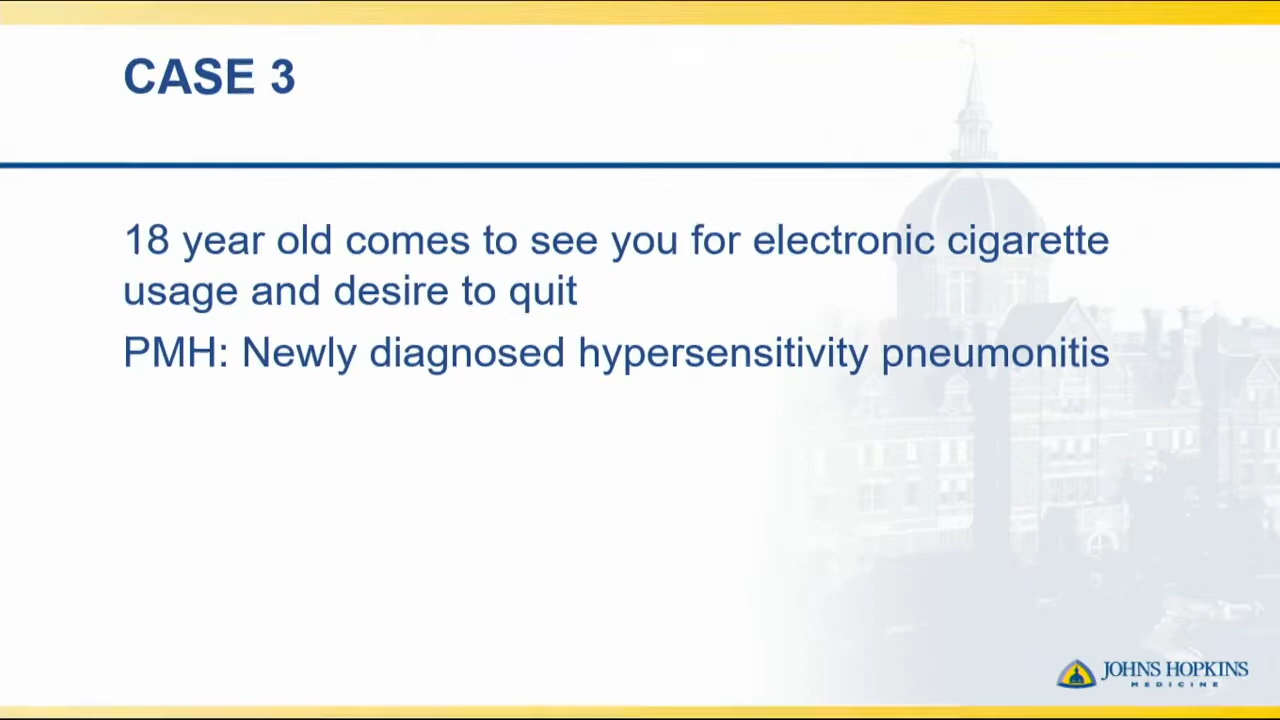 CASE 3
18 year old comes to see you for electronic cigarette
usage and desire to quit
PMH: Newly diagnosed hypersensitivity pneumonitis
JOHNS HOPKINS
MEDICINE